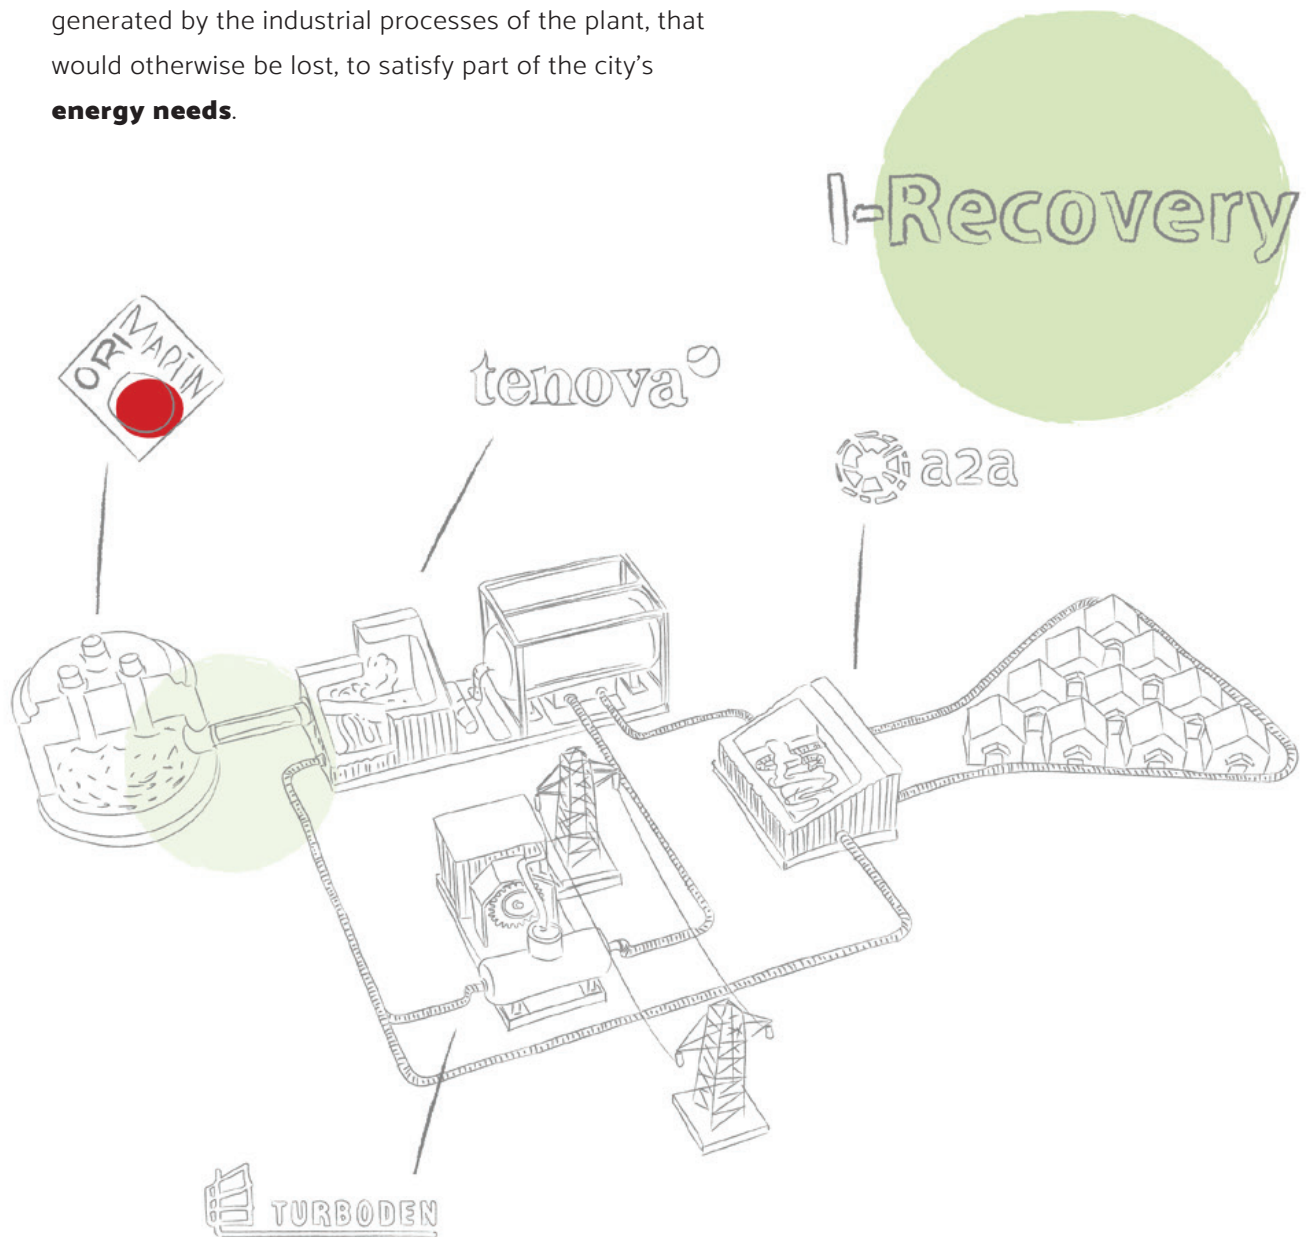 generated by the industrial processes of the plant, that
would otherwise be lost, to satisfy part of the city’s
energy needs.
I-Recovery
ORI MARTIN
tenova
a2a
TURBODEN